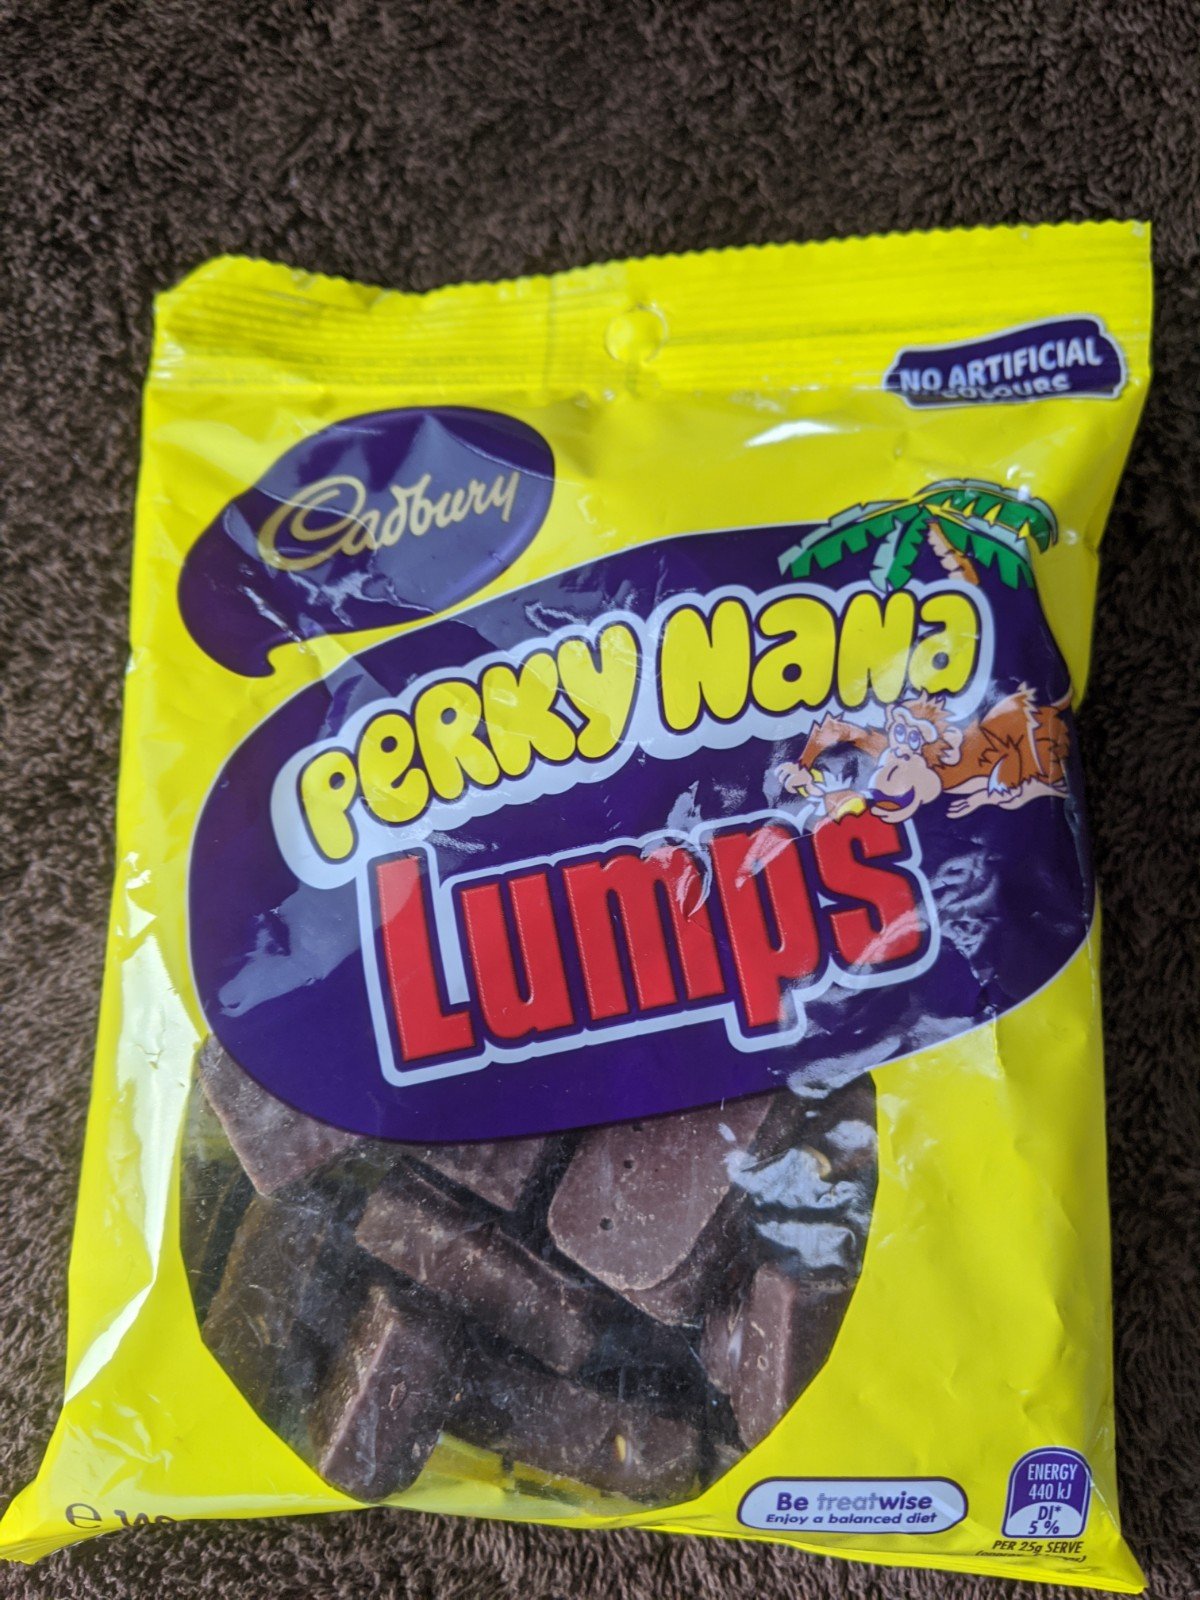 NO ARTIFICIAL
COLOURS
Cadbury
PERKY NANA
Lumps
Be treatwise
Enjoy a balanced diet
ENERGY
440 kJ
DI*
5 %
PER 25g SERVE
e